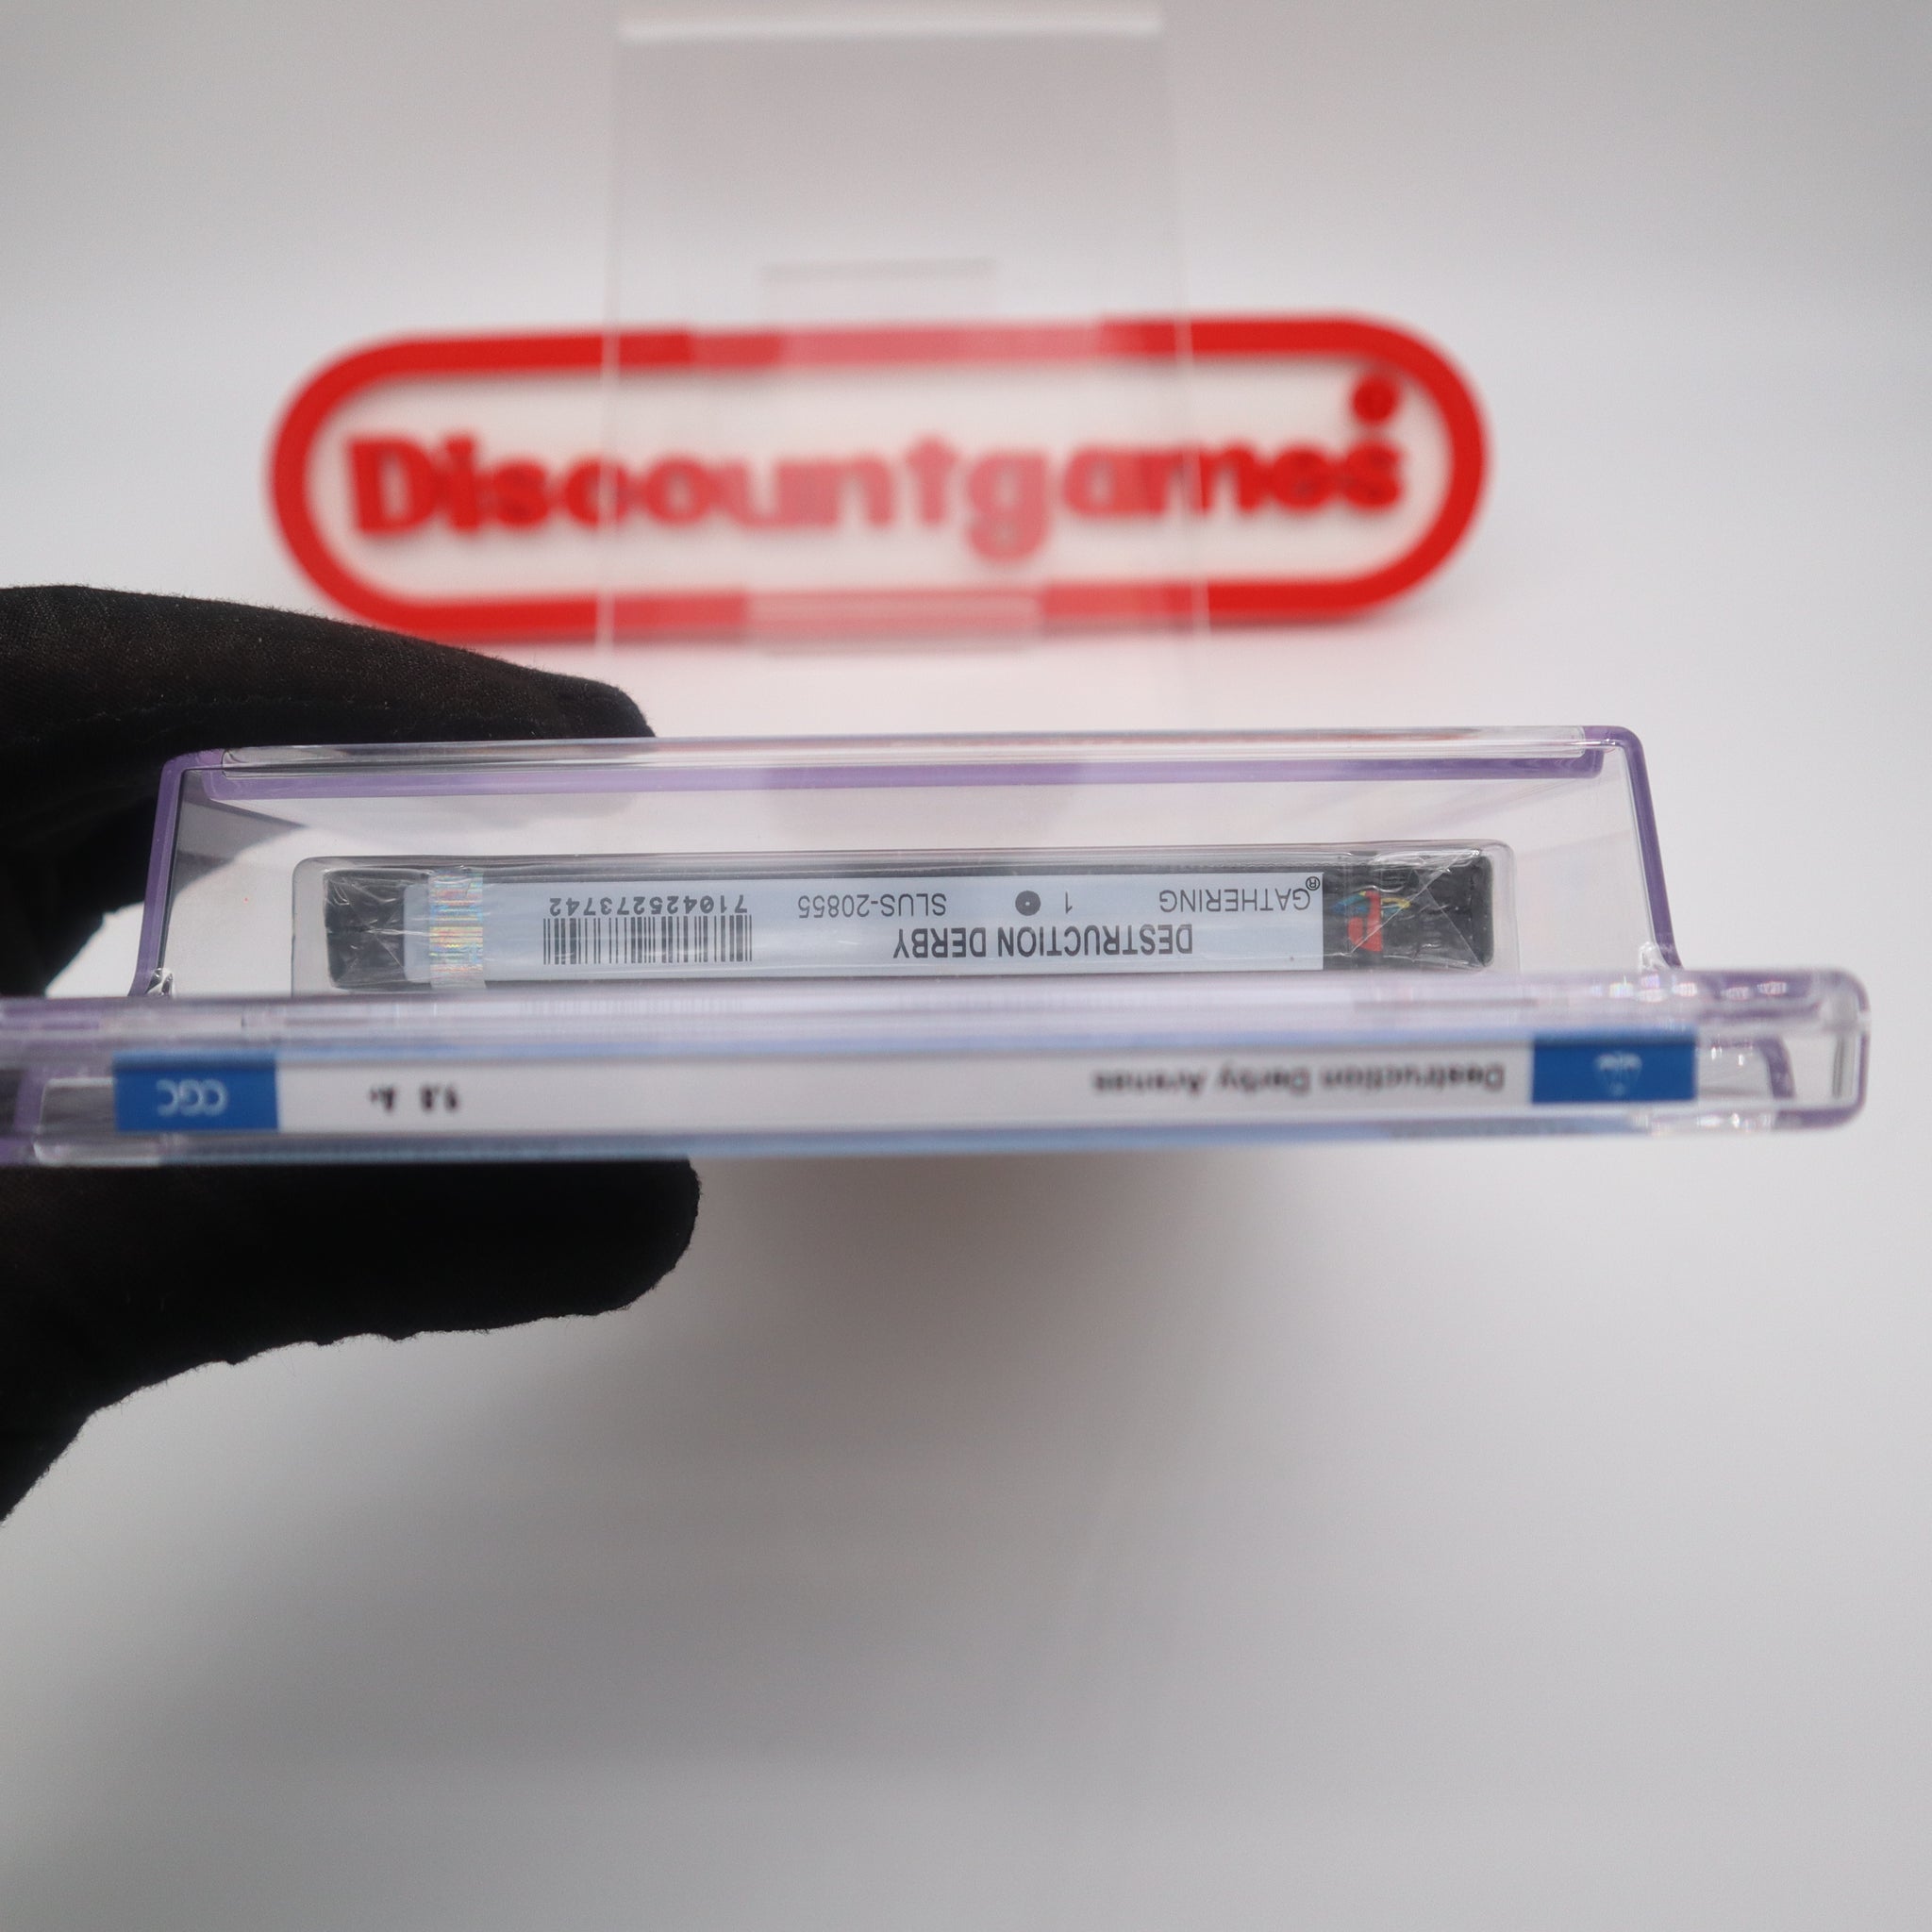 Discountgames
DESTRUCTION DERBY
GATHERING® 1 SLUS-20855 710425273742
Destruction Derby Arenas
CGC